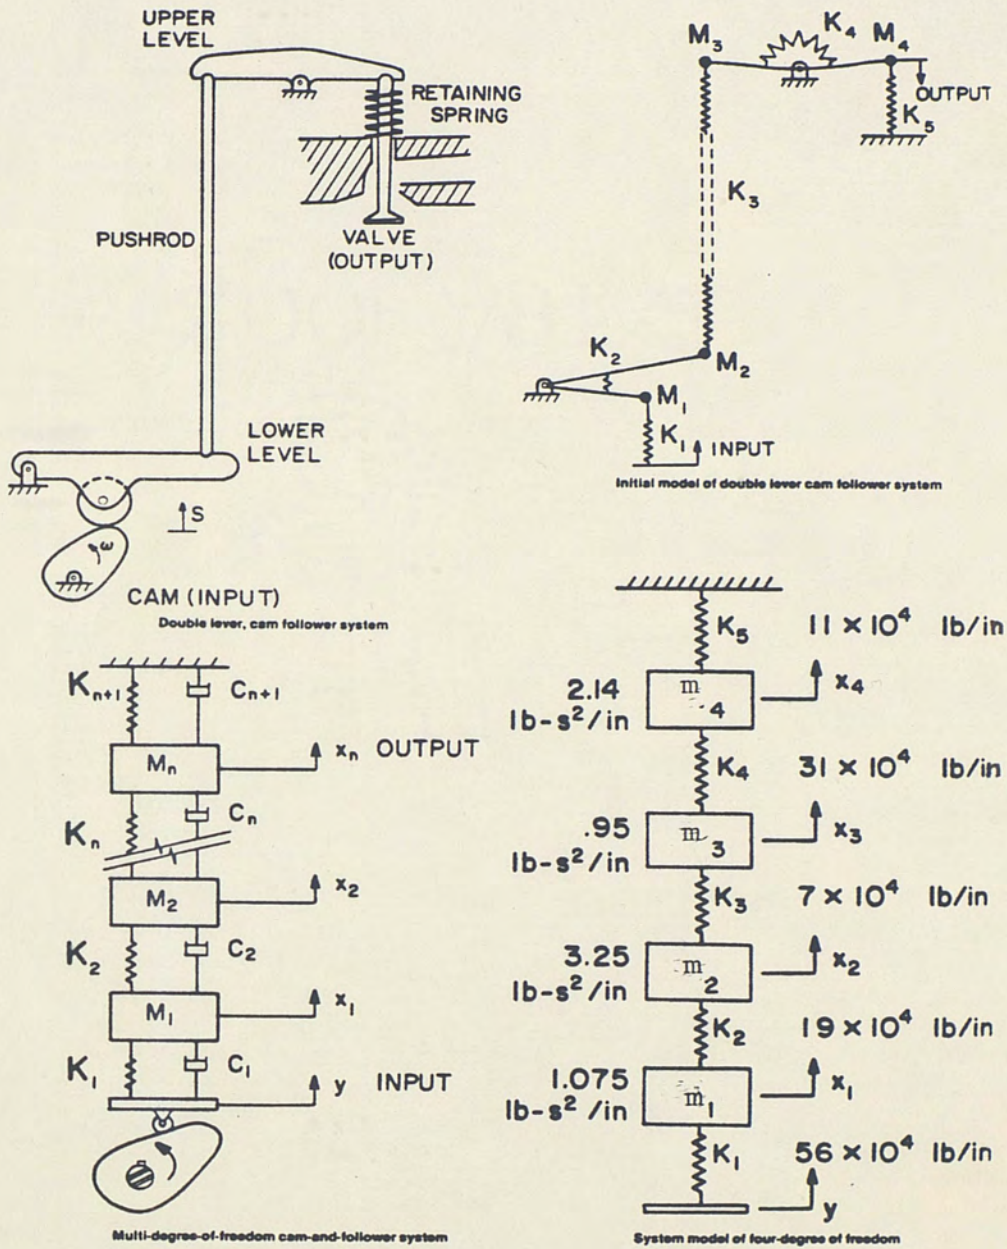 UPPER
LEVEL
RETAINING
SPRING
PUSHROD
VALVE
(OUTPUT)
LOWER
LEVEL
S
ω
CAM (INPUT)
Double lever, cam follower system
K4
M3
M4
OUTPUT
K5
K3
K2
M2
M1
K1
INPUT
Initial model of double lever cam follower system
Kn+1
Cn+1
Mn
xn OUTPUT
Kn
Cn
M2
x2
K2
C2
M1
x1
K1
C1
y INPUT
Multi-degree-of-freedom cam-and-follower system
K5 11 × 10⁴ lb/in
2.14
lb-s²/in
m4
x4
K4 31 × 10⁴ lb/in
.95
lb-s²/in
m3
x3
K3 7 × 10⁴ lb/in
3.25
lb-s²/in
m2
x2
K2 19 × 10⁴ lb/in
1.075
lb-s²/in
m1
x1
K1 56 × 10⁴ lb/in
y
System model of four-degree of freedom